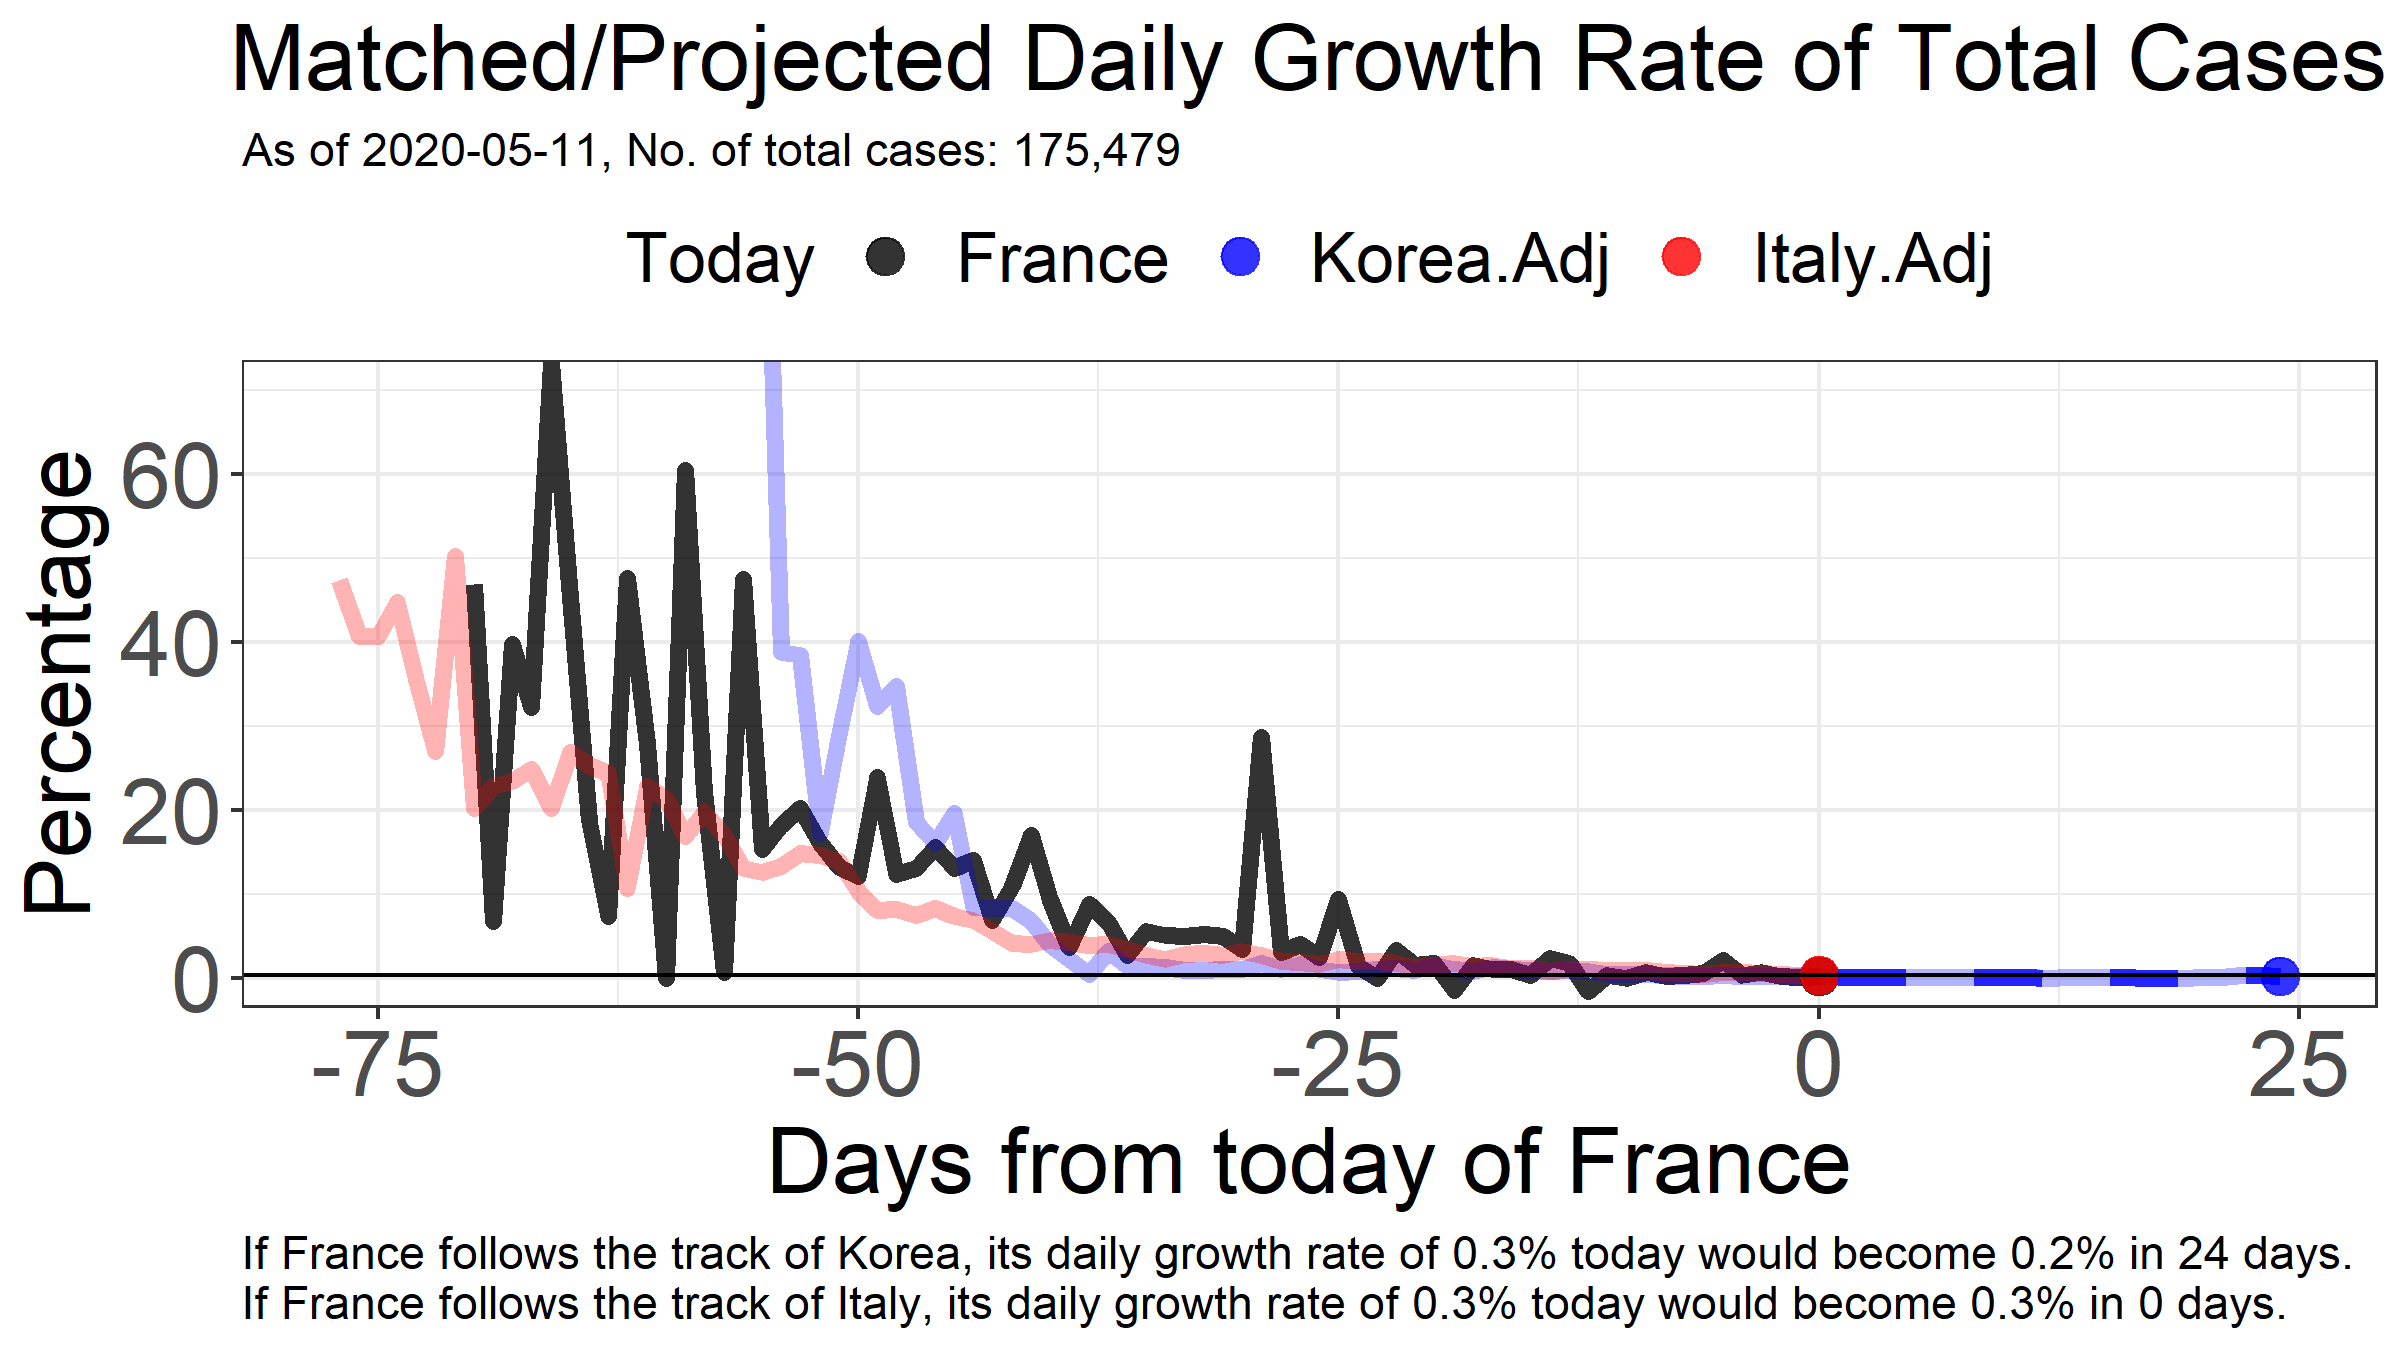 Matched/Projected Daily Growth Rate of Total Cases
As of 2020-05-11, No. of total cases: 175,479
Today France Korea.Adj Italy.Adj
Percentage
60
40
20
0
-75 -50 -25 0 25
Days from today of France
If France follows the track of Korea, its daily growth rate of 0.3% today would become 0.2% in 24 days.
If France follows the track of Italy, its daily growth rate of 0.3% today would become 0.3% in 0 days.